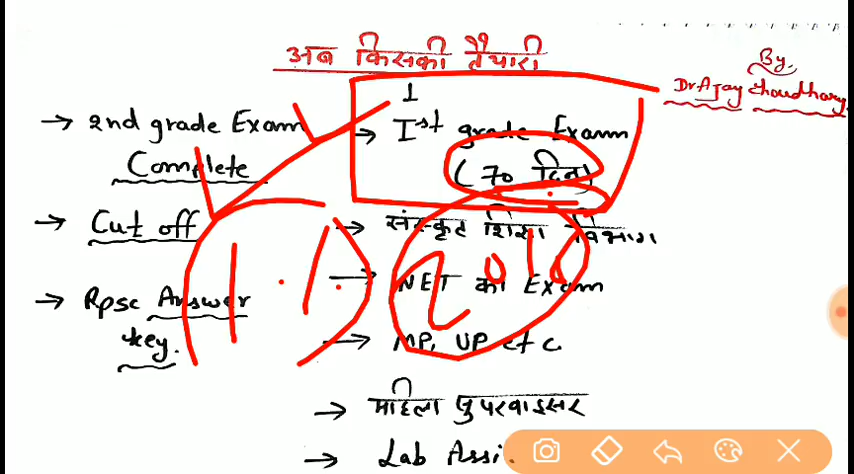 अब किसकी तैयारी
By,
Dr Ajay Choudhary
→ 2nd grade Exam
Complete
→ Cut off
→ Rpsc Answer
key.
1
→ Ist grade Exam
(70 दिन)
→ संस्कृत शिक्षा विभाग
→ NET का Exam
→ MP, UP etc
→ महिला सुपरवाइसर
→ Lab Assi.